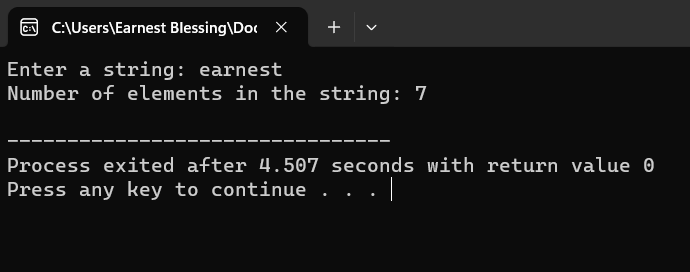 C:\Users\Earnest Blessing\Doc
Enter a string: earnest
Number of elements in the string: 7
--------------------------------
Process exited after 4.507 seconds with return value 0
Press any key to continue . . .